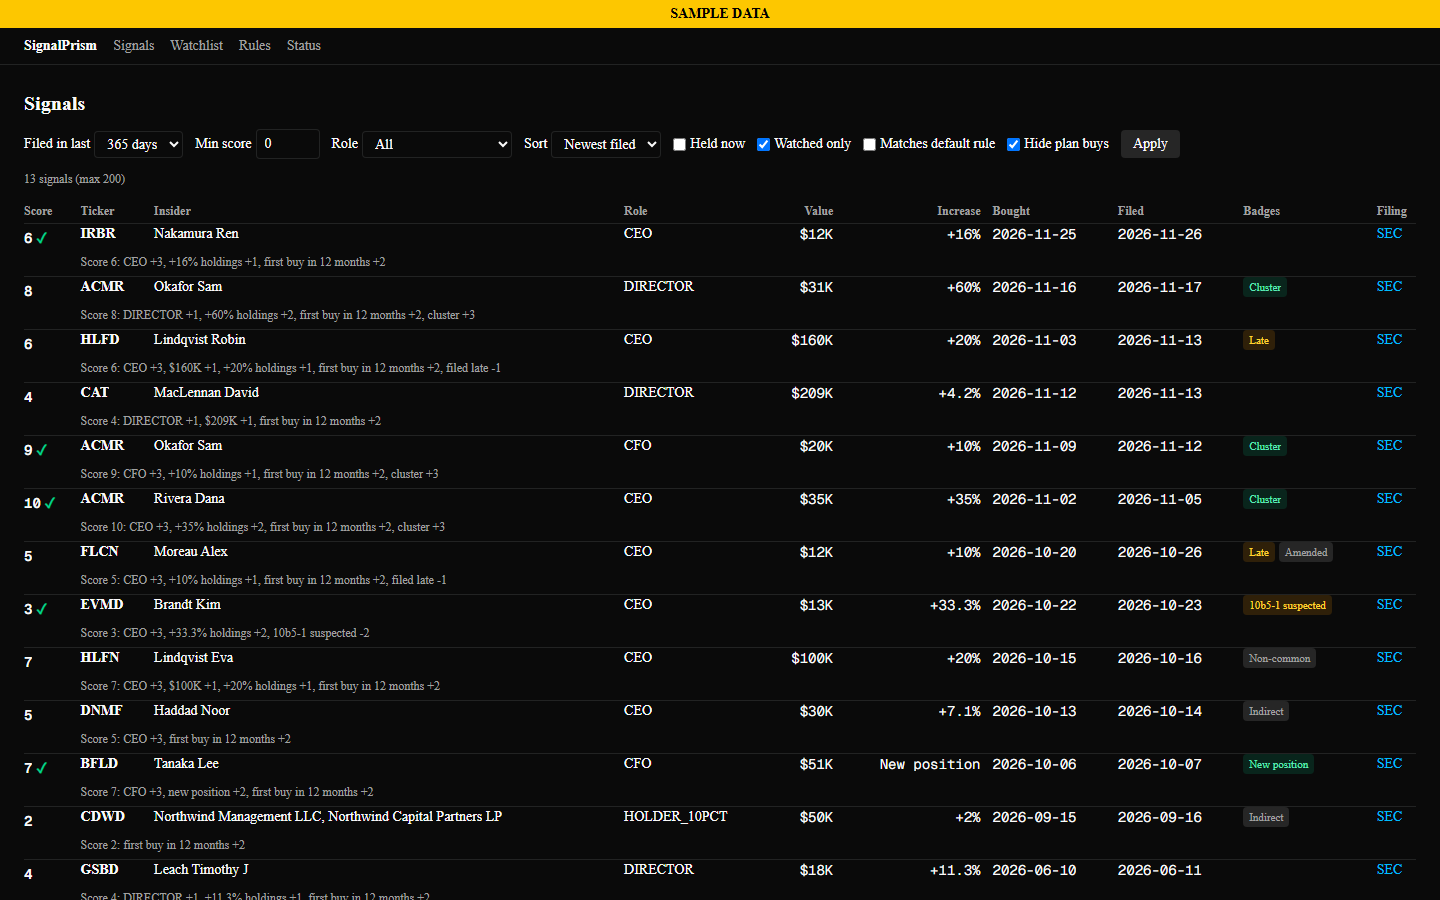 SAMPLE DATA
SignalPrism Signals Watchlist Rules Status
Signals
Filed in last 365 days Min score 0 Role All Sort Newest filed Held now Watched only Matches default rule Hide plan buys Apply
13 signals (max 200)
Score Ticker Insider Role Value Increase Bought Filed Badges Filing
6 ✓ IRBR Nakamura Ren CEO $12K +16% 2026-11-25 2026-11-26 SEC
Score 6: CEO +3, +16% holdings +1, first buy in 12 months +2
8 ACMR Okafor Sam DIRECTOR $31K +60% 2026-11-16 2026-11-17 Cluster SEC
Score 8: DIRECTOR +1, +60% holdings +2, first buy in 12 months +2, cluster +3
6 HLFD Lindqvist Robin CEO $160K +20% 2026-11-03 2026-11-13 Late SEC
Score 6: CEO +3, $160K +1, +20% holdings +1, first buy in 12 months +2, filed late -1
4 CAT MacLennan David DIRECTOR $209K +4.2% 2026-11-12 2026-11-13 SEC
Score 4: DIRECTOR +1, $209K +1, first buy in 12 months +2
9 ✓ ACMR Okafor Sam CFO $20K +10% 2026-11-09 2026-11-12 Cluster SEC
Score 9: CFO +3, +10% holdings +1, first buy in 12 months +2, cluster +3
10 ✓ ACMR Rivera Dana CEO $35K +35% 2026-11-02 2026-11-05 Cluster SEC
Score 10: CEO +3, +35% holdings +2, first buy in 12 months +2, cluster +3
5 FLCN Moreau Alex CEO $12K +10% 2026-10-20 2026-10-26 Late Amended SEC
Score 5: CEO +3, +10% holdings +1, first buy in 12 months +2, filed late -1
3 ✓ EVMD Brandt Kim CEO $13K +33.3% 2026-10-22 2026-10-23 10b5-1 suspected SEC
Score 3: CEO +3, +33.3% holdings +2, 10b5-1 suspected -2
7 HLFN Lindqvist Eva CEO $100K +20% 2026-10-15 2026-10-16 Non-common SEC
Score 7: CEO +3, $100K +1, +20% holdings +1, first buy in 12 months +2
5 DNMF Haddad Noor CEO $30K +7.1% 2026-10-13 2026-10-14 Indirect SEC
Score 5: CEO +3, first buy in 12 months +2
7 ✓ BFLD Tanaka Lee CFO $51K New position 2026-10-06 2026-10-07 New position SEC
Score 7: CFO +3, new position +2, first buy in 12 months +2
2 CDWD Northwind Management LLC, Northwind Capital Partners LP HOLDER_10PCT $50K +2% 2026-09-15 2026-09-16 Indirect SEC
Score 2: first buy in 12 months +2
4 GSBD Leach Timothy J DIRECTOR $18K +11.3% 2026-06-10 2026-06-11 SEC
Score 4: DIRECTOR +1, +11.3% holdings +1, first buy in 12 months +2